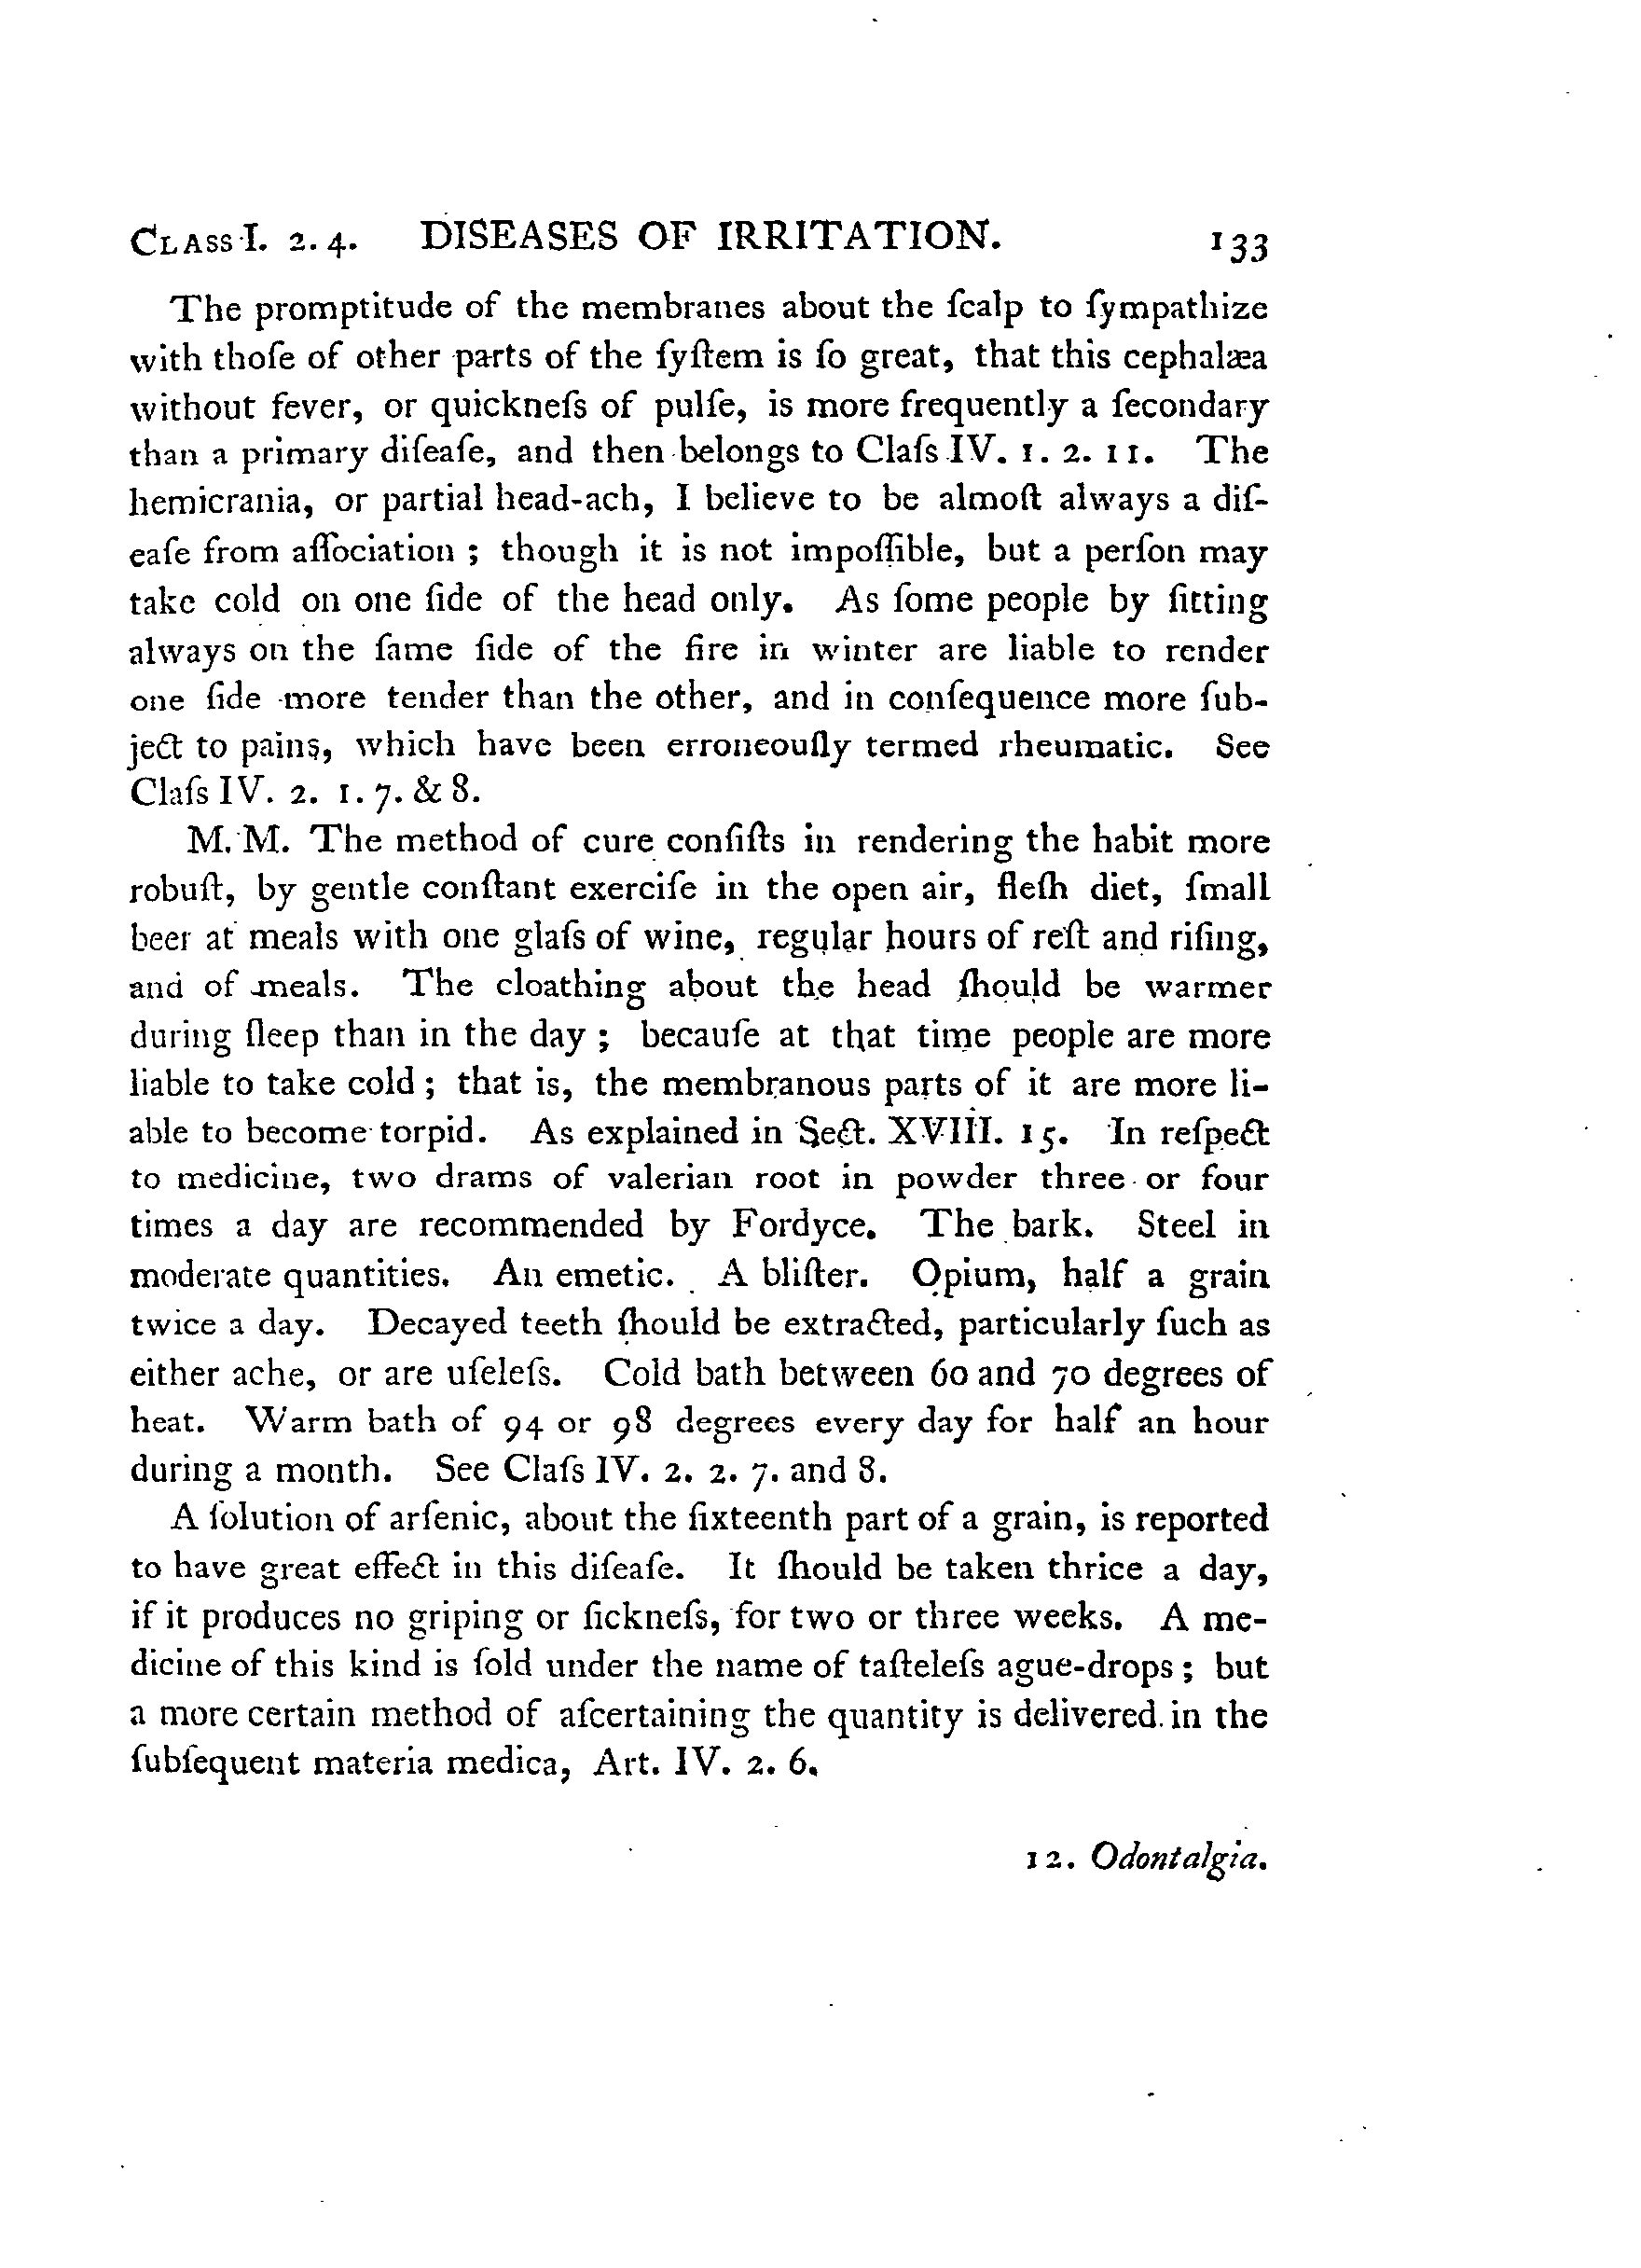 CLASS I. 2. 4. DISEASES OF IRRITATION. 133
The promptitude of the membranes about the ſcalp to ſympathize
with thoſe of other parts of the ſyſtem is ſo great, that this cephalæa
without fever, or quickneſs of pulſe, is more frequently a ſecondary
than a primary diſeaſe, and then belongs to Claſs IV. 1. 2. 11. The
hemicrania, or partial head-ach, I believe to be almoſt always a diſ-
eaſe from aſſociation ; though it is not impoſſible, but a perſon may
take cold on one ſide of the head only. As ſome people by ſitting
always on the ſame ſide of the fire in winter are liable to render
one ſide more tender than the other, and in conſequence more ſub-
ject to pains, which have been erroneouſly termed rheumatic. See
Claſs IV. 2. 1. 7. & 8.
M. M. The method of cure conſiſts in rendering the habit more
robuſt, by gentle conſtant exerciſe in the open air, fleſh diet, ſmall
beer at meals with one glaſs of wine, regular hours of reſt and riſing,
and of meals. The cloathing about the head ſhould be warmer
during ſleep than in the day ; becauſe at that time people are more
liable to take cold ; that is, the membranous parts of it are more li-
able to become torpid. As explained in Sect. XVIII. 15. In reſpect
to medicine, two drams of valerian root in powder three or four
times a day are recommended by Fordyce. The bark. Steel in
moderate quantities. An emetic. A bliſter. Opium, half a grain
twice a day. Decayed teeth ſhould be extracted, particularly ſuch as
either ache, or are uſeleſs. Cold bath between 60 and 70 degrees of
heat. Warm bath of 94 or 98 degrees every day for half an hour
during a month. See Claſs IV. 2. 2. 7. and 8.
A ſolution of arſenic, about the ſixteenth part of a grain, is reported
to have great effect in this diſeaſe. It ſhould be taken thrice a day,
if it produces no griping or ſickneſs, for two or three weeks. A me-
dicine of this kind is ſold under the name of taſteleſs ague-drops ; but
a more certain method of aſcertaining the quantity is delivered in the
ſubſequent materia medica, Art. IV. 2. 6.
12. Odontalgia.